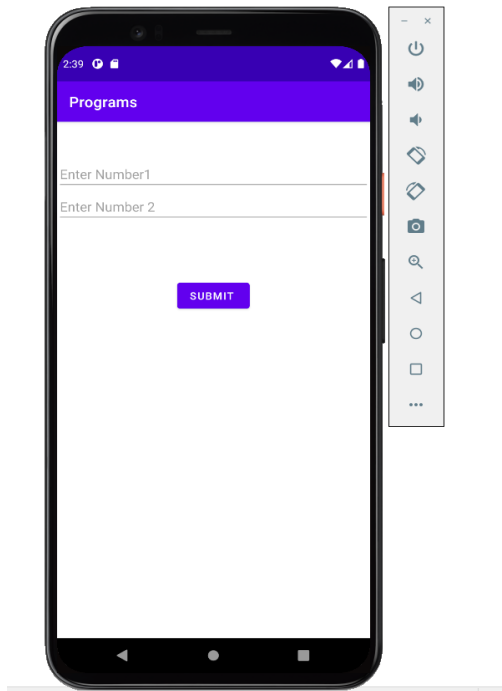 2:39
Programs
Enter Number1
Enter Number 2
SUBMIT